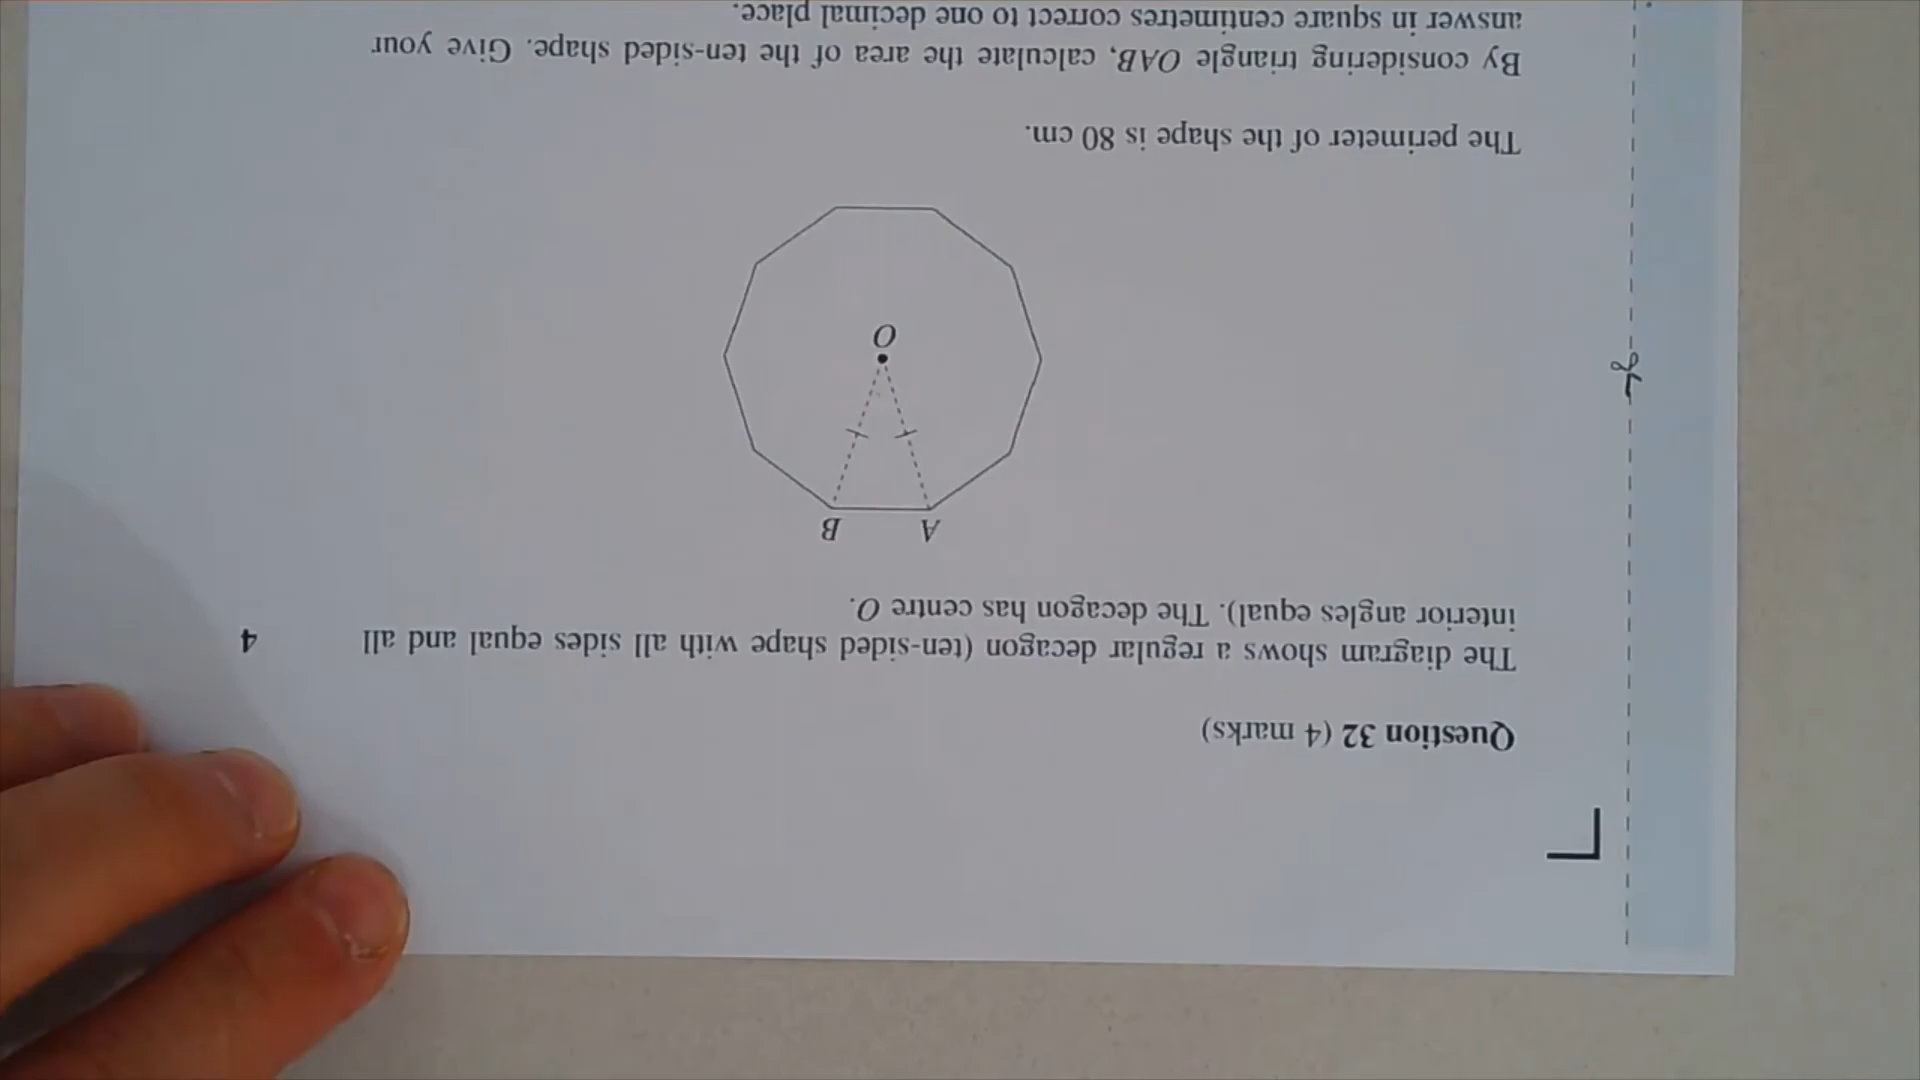 Question 32 (4 marks)
The diagram shows a regular decagon (ten-sided shape with all sides equal and all 4
interior angles equal). The decagon has centre O.
A B
O
The perimeter of the shape is 80 cm.
By considering triangle OAB, calculate the area of the ten-sided shape. Give your
answer in square centimetres correct to one decimal place.